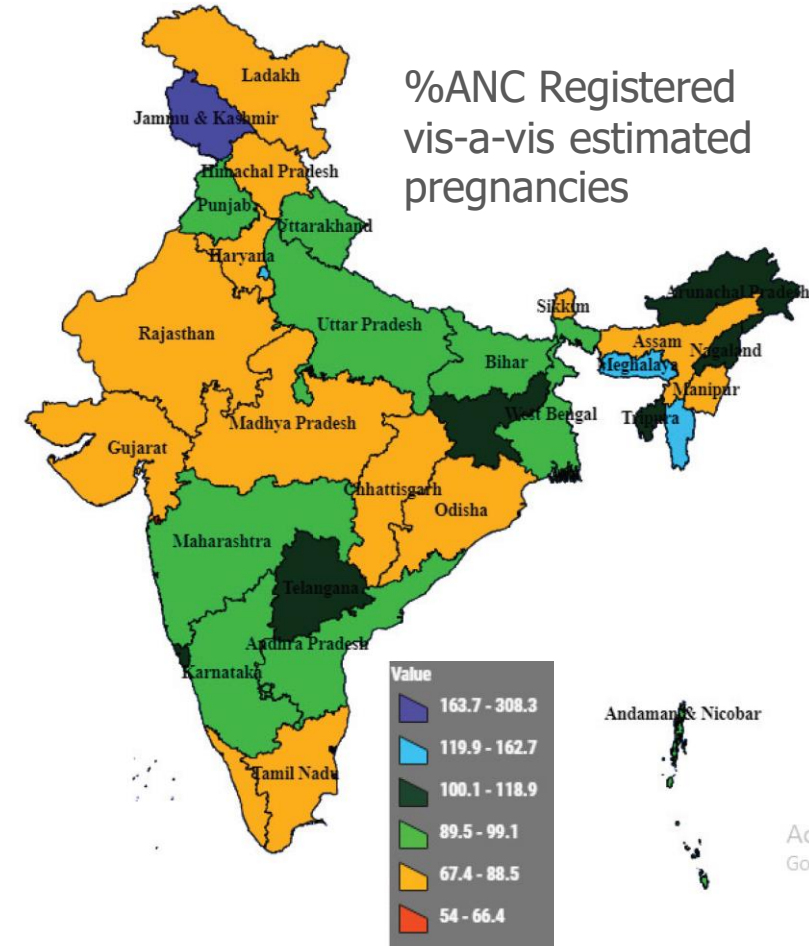 Ladakh
%ANC Registered
vis-a-vis estimated
pregnancies
Jammu & Kashmir
Himachal Pradesh
Punjab
Uttarakhand
Haryana
Arunachal Pradesh
Sikkim
Rajasthan
Uttar Pradesh
Assam
Nagaland
Bihar
Meghalaya
Manipur
West Bengal
Tripura
Madhya Pradesh
Gujarat
Chhattisgarh
Odisha
Maharashtra
Telangana
Andhra Pradesh
Karnataka
Value
163.7 - 308.3
Andaman & Nicobar
119.9 - 162.7
Tamil Nadu
100.1 - 118.9
89.5 - 99.1
67.4 - 88.5
54 - 66.4
Go